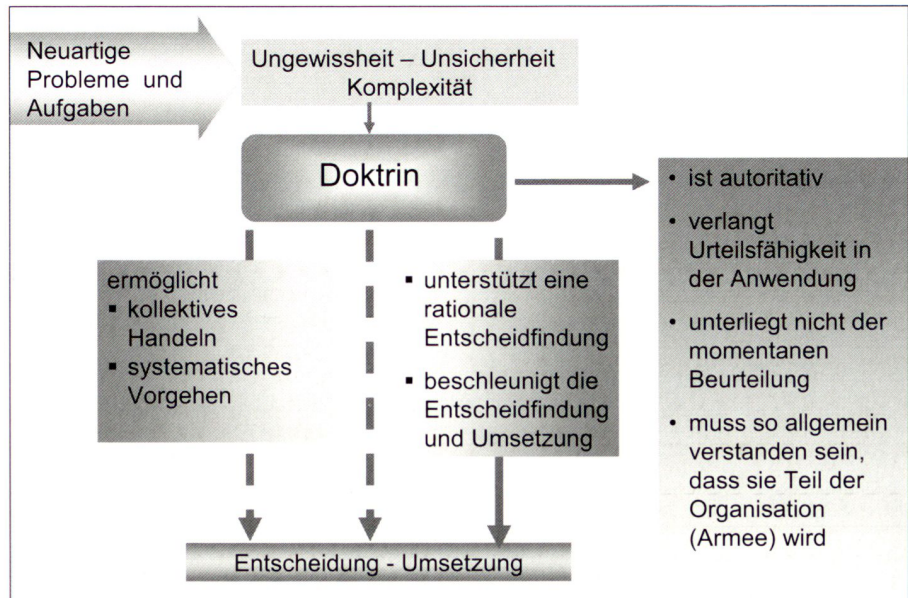 Neuartige
Probleme und
Aufgaben
Ungewissheit – Unsicherheit
Komplexität
Doktrin
ermöglicht
▪ kollektives
Handeln
▪ systematisches
Vorgehen
▪ unterstützt eine
rationale
Entscheidfindung
▪ beschleunigt die
Entscheidfindung
und Umsetzung
• ist autoritativ
• verlangt
Urteilsfähigkeit in
der Anwendung
• unterliegt nicht der
momentanen
Beurteilung
• muss so allgemein
verstanden sein,
dass sie Teil der
Organisation
(Armee) wird
Entscheidung - Umsetzung